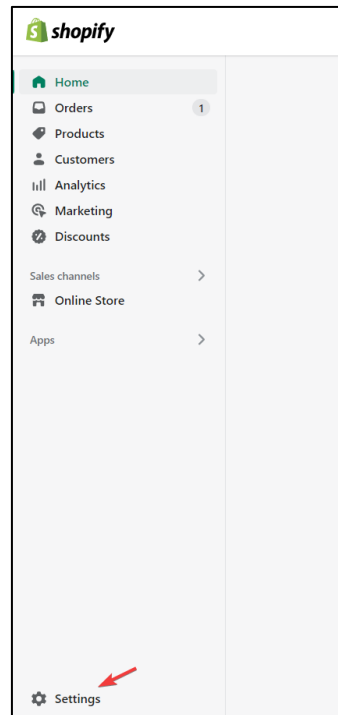 shopify
Home
Orders 1
Products
Customers
Analytics
Marketing
Discounts
Sales channels
Online Store
Apps
Settings